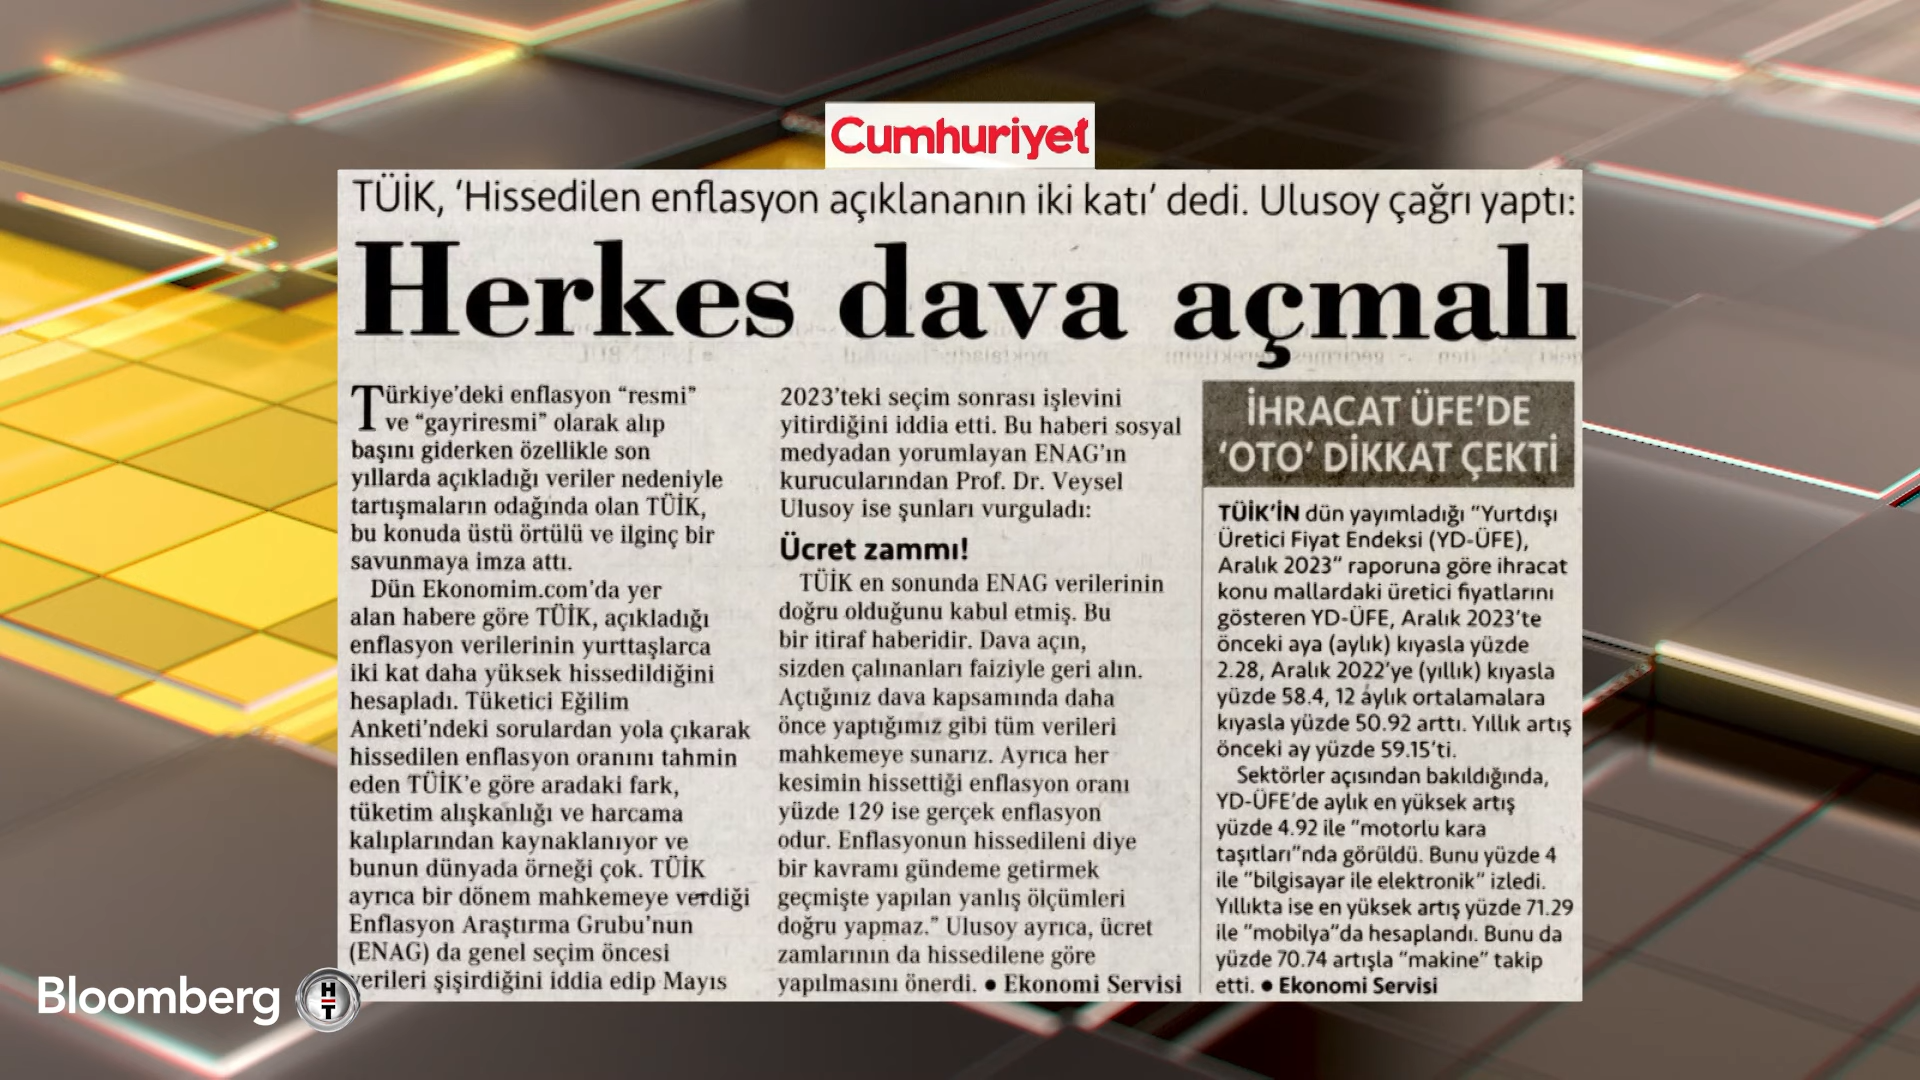 Cumhuriyet
TÜİK, 'Hissedilen enflasyon açıklananın iki katı' dedi. Ulusoy çağrı yaptı:
Herkes dava açmalı
Türkiye'deki enflasyon "resmi"
ve "gayriresmi" olarak alıp
başını giderken özellikle son
yıllarda açıkladığı veriler nedeniyle
tartışmaların odağında olan TÜİK,
bu konuda üstü örtülü ve ilginç bir
savunmaya imza attı.
Dün Ekonomim.com'da yer
alan habere göre TÜİK, açıkladığı
enflasyon verilerinin yurttaşlarca
iki kat daha yüksek hissedildiğini
hesapladı. Tüketici Eğilim
Anketi'ndeki sorulardan yola çıkarak
hissedilen enflasyon oranını tahmin
eden TÜİK'e göre aradaki fark,
tüketim alışkanlığı ve harcama
kalıplarından kaynaklanıyor ve
bunun dünyada örneği çok. TÜİK
ayrıca bir dönem mahkemeye verdiği
Enflasyon Araştırma Grubu'nun
(ENAG) da genel seçim öncesi
verileri şişirdiğini iddia edip Mayıs
2023'teki seçim sonrası işlevini
yitirdiğini iddia etti. Bu haberi sosyal
medyadan yorumlayan ENAG'ın
kurucularından Prof. Dr. Veysel
Ulusoy ise şunları vurguladı:
Ücret zammı!
TÜİK en sonunda ENAG verilerinin
doğru olduğunu kabul etmiş. Bu
bir itiraf haberidir. Dava açın,
sizden çalınanları faiziyle geri alın.
Açtığınız dava kapsamında daha
önce yaptığımız gibi tüm verileri
mahkemeye sunarız. Ayrıca her
kesimin hissettiği enflasyon oranı
yüzde 129 ise gerçek enflasyon
odur. Enflasyonun hissedileni diye
bir kavramı gündeme getirmek
geçmişte yapılan yanlış ölçümleri
doğru yapmaz." Ulusoy ayrıca, ücret
zamlarının da hissedilene göre
yapılmasını önerdi. ● Ekonomi Servisi
İHRACAT ÜFE'DE
'OTO' DİKKAT ÇEKTİ
TÜİK'İN dün yayımladığı "Yurtdışı
Üretici Fiyat Endeksi (YD-ÜFE),
Aralık 2023" raporuna göre ihracat
konu mallardaki üretici fiyatlarını
gösteren YD-ÜFE, Aralık 2023'te
önceki aya (aylık) kıyasla yüzde
2.28, Aralık 2022'ye (yıllık) kıyasla
yüzde 58.4, 12 aylık ortalamalara
kıyasla yüzde 50.92 arttı. Yıllık artış
önceki ay yüzde 59.15'ti.
Sektörler açısından bakıldığında,
YD-ÜFE'de aylık en yüksek artış
yüzde 4.92 ile "motorlu kara
taşıtları"nda görüldü. Bunu yüzde 4
ile "bilgisayar ile elektronik" izledi.
Yıllıkta ise en yüksek artış yüzde 71.29
ile "mobilya"da hesaplandı. Bunu da
yüzde 70.74 artışla "makine" takip
etti. ● Ekonomi Servisi
Bloomberg HT